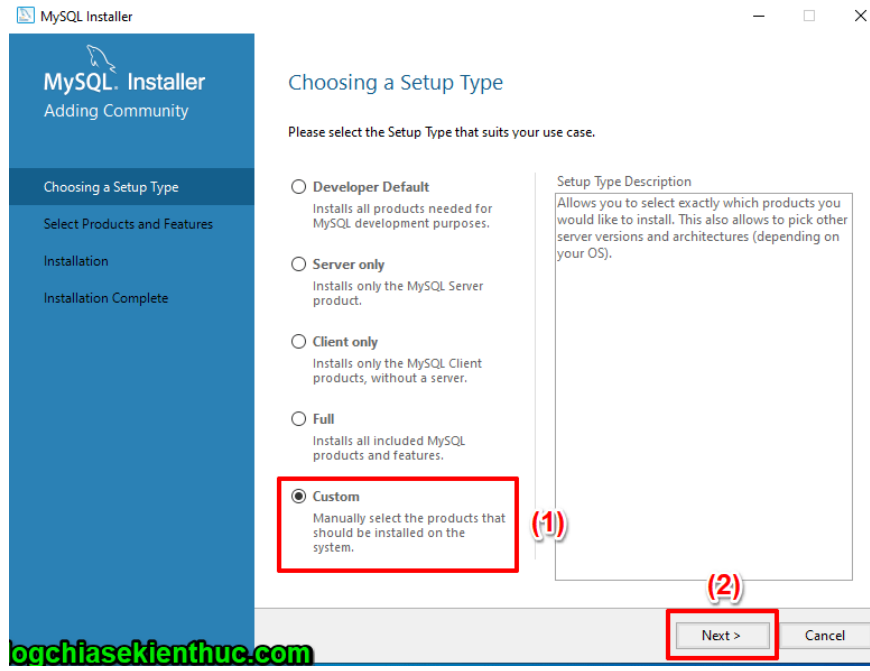 MySQL Installer
MySQL. Installer
Adding Community
Choosing a Setup Type
Select Products and Features
Installation
Installation Complete
Choosing a Setup Type
Please select the Setup Type that suits your use case.
Developer Default
Installs all products needed for
MySQL development purposes.
Server only
Installs only the MySQL Server
product.
Client only
Installs only the MySQL Client
products, without a server.
Full
Installs all included MySQL
products and features.
Custom
Manually select the products that
should be installed on the
system.
(1)
Setup Type Description
Allows you to select exactly which products you
would like to install. This also allows to pick other
server versions and architectures (depending on
your OS).
(2)
Next >
Cancel
ogchiasekienthuc.com